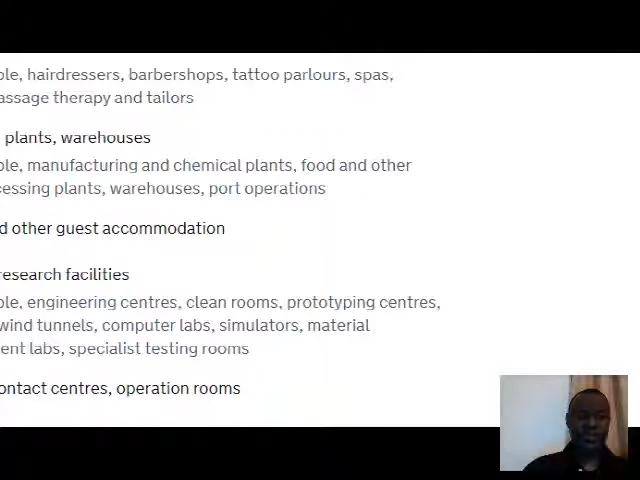 ple, hairdressers, barbershops, tattoo parlours, spas,
assage therapy and tailors
plants, warehouses
ple, manufacturing and chemical plants, food and other
cessing plants, warehouses, port operations
d other guest accommodation
research facilities
ple, engineering centres, clean rooms, prototyping centres,
wind tunnels, computer labs, simulators, material
ent labs, specialist testing rooms
ontact centres, operation rooms